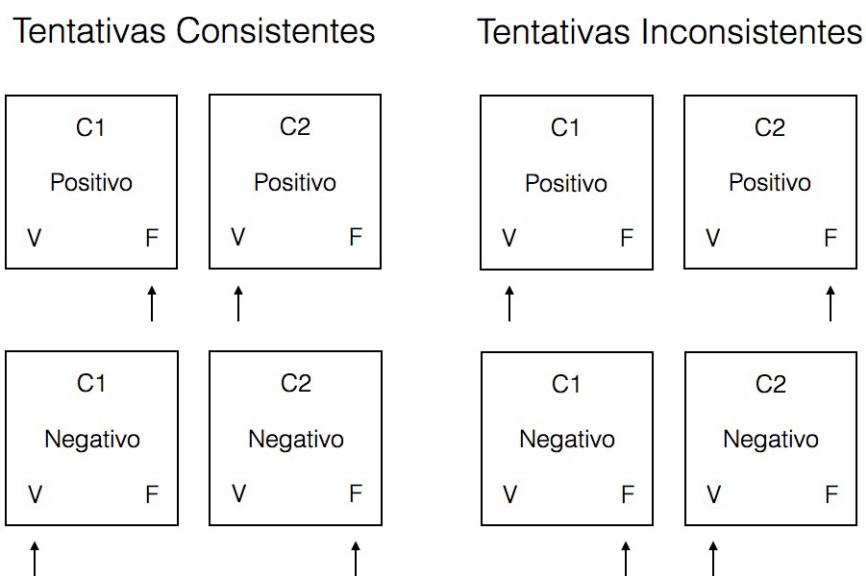 Tentativas Consistentes Tentativas Inconsistentes
C1 C2 C1 C2
Positivo Positivo Positivo Positivo
V F V F V F V F
C1 C2 C1 C2
Negativo Negativo Negativo Negativo
V F V F V F V F